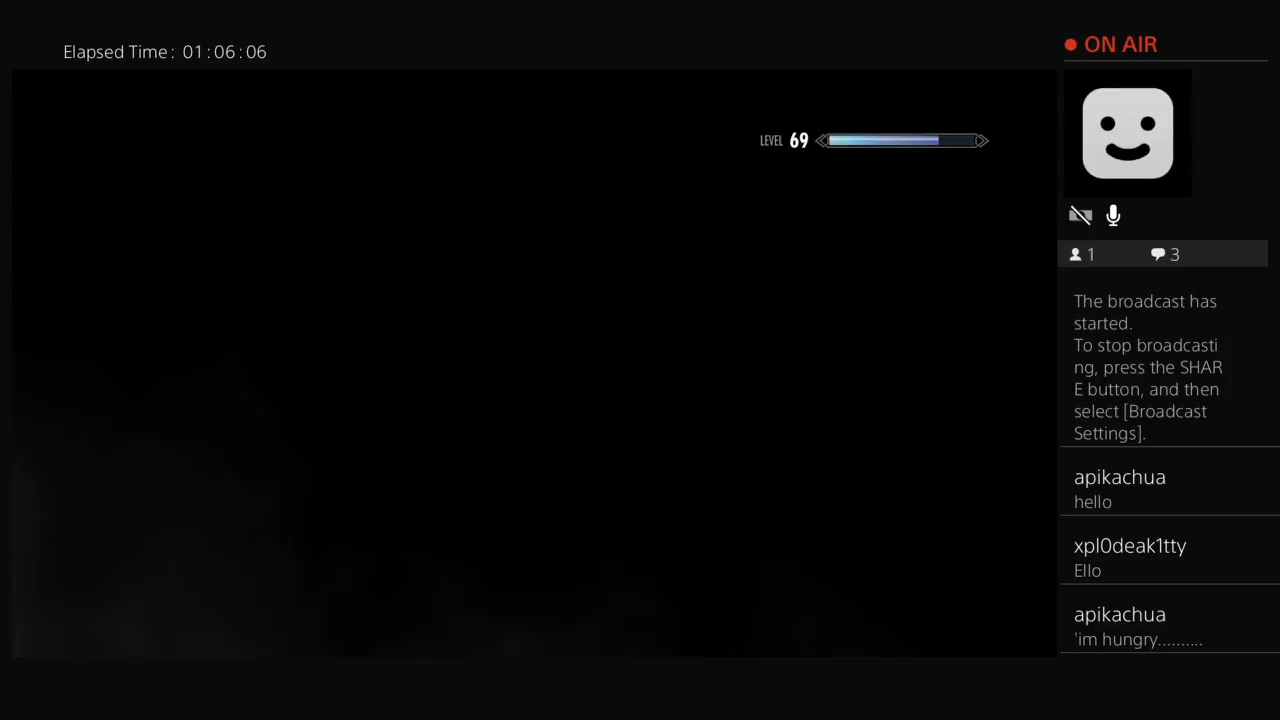 Elapsed Time: 01:06:06
ON AIR
LEVEL 69
1 3
The broadcast has
started.
To stop broadcasti
ng, press the SHAR
E button, and then
select [Broadcast
Settings].
apikachua
hello
xpl0deak1tty
Ello
apikachua
'im hungry..........